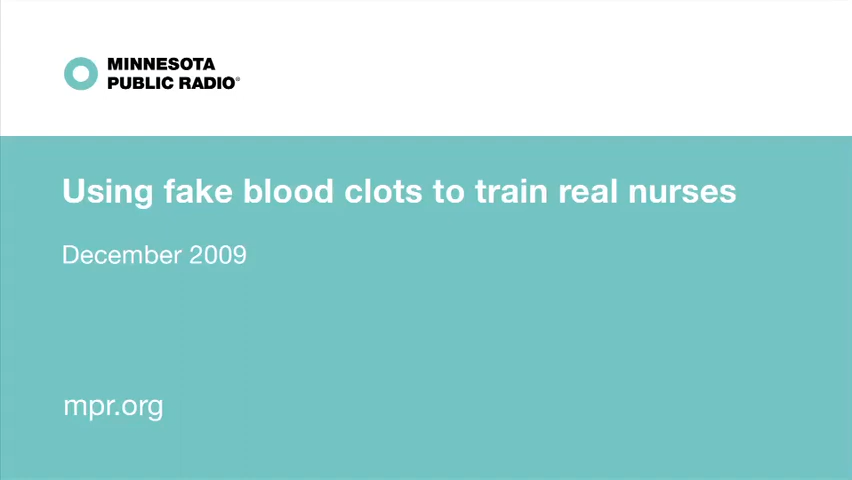 MINNESOTA
PUBLIC RADIO®
Using fake blood clots to train real nurses
December 2009
mpr.org